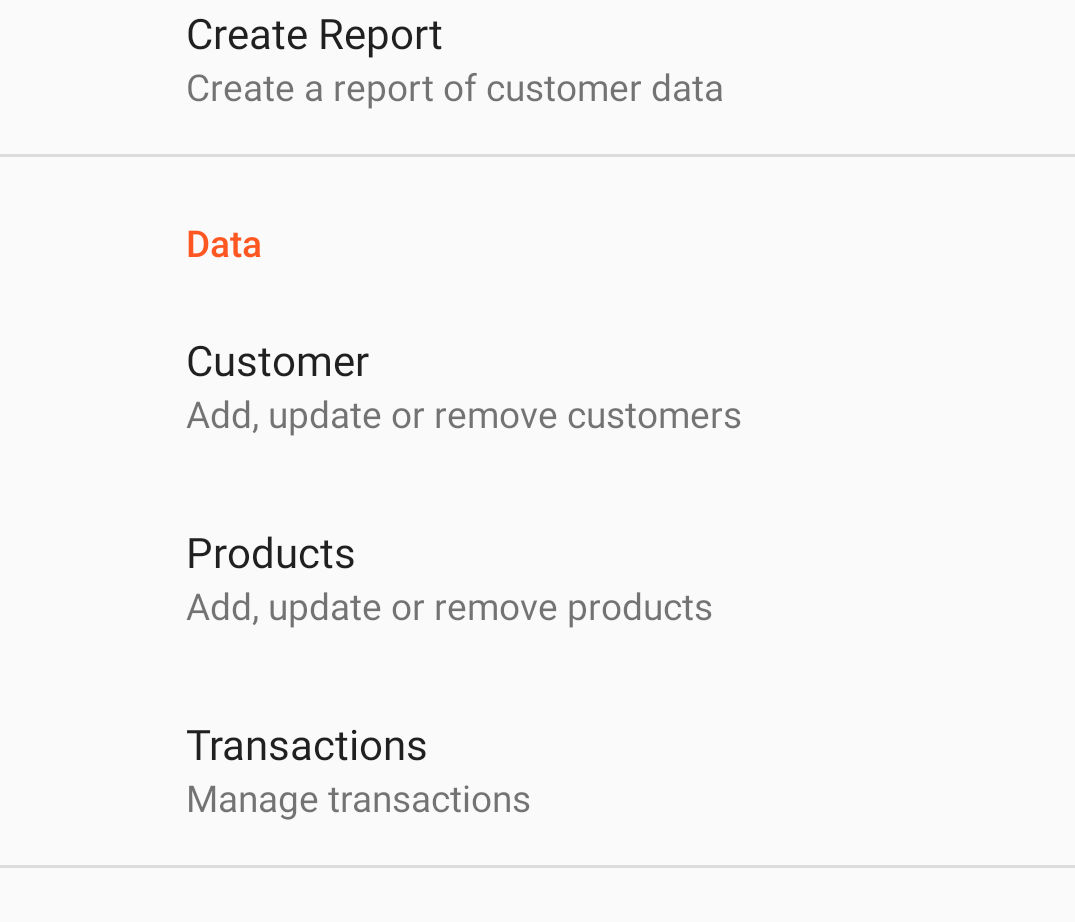 Create Report
Create a report of customer data
Data
Customer
Add, update or remove customers
Products
Add, update or remove products
Transactions
Manage transactions